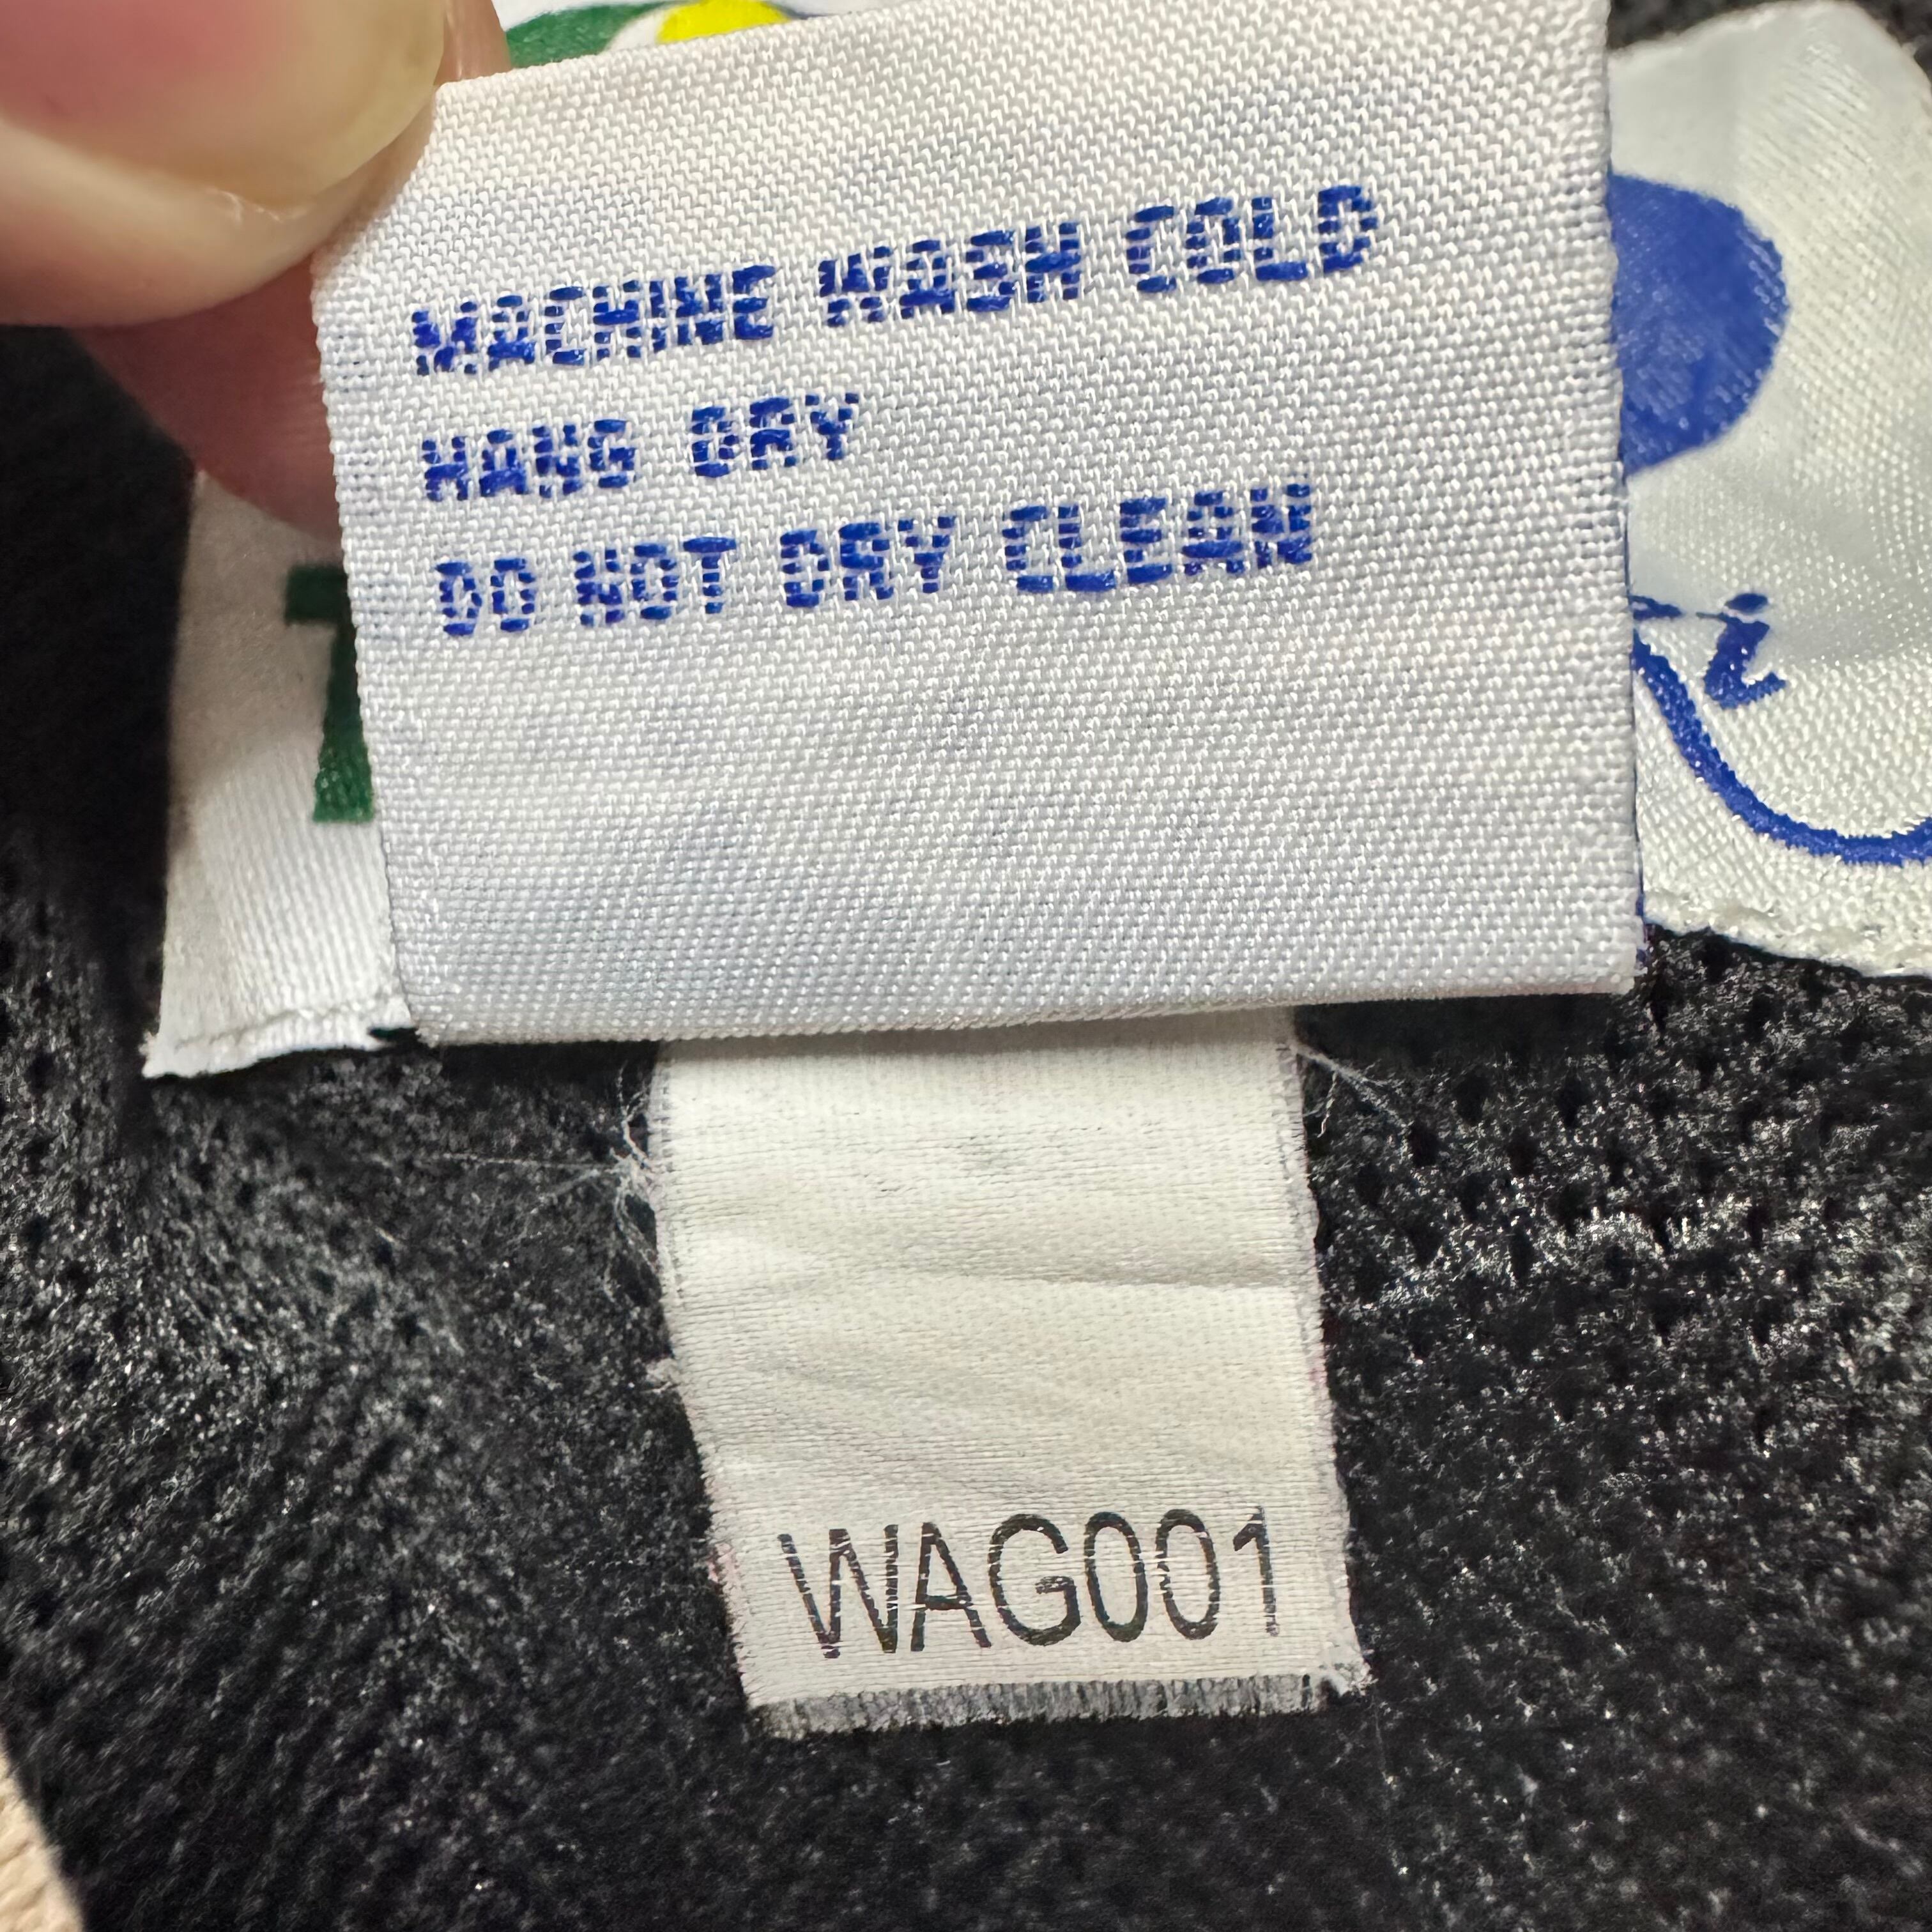 MACHINE WASH COLD
HANG DRY
DO NOT DRY CLEAN
WAG001